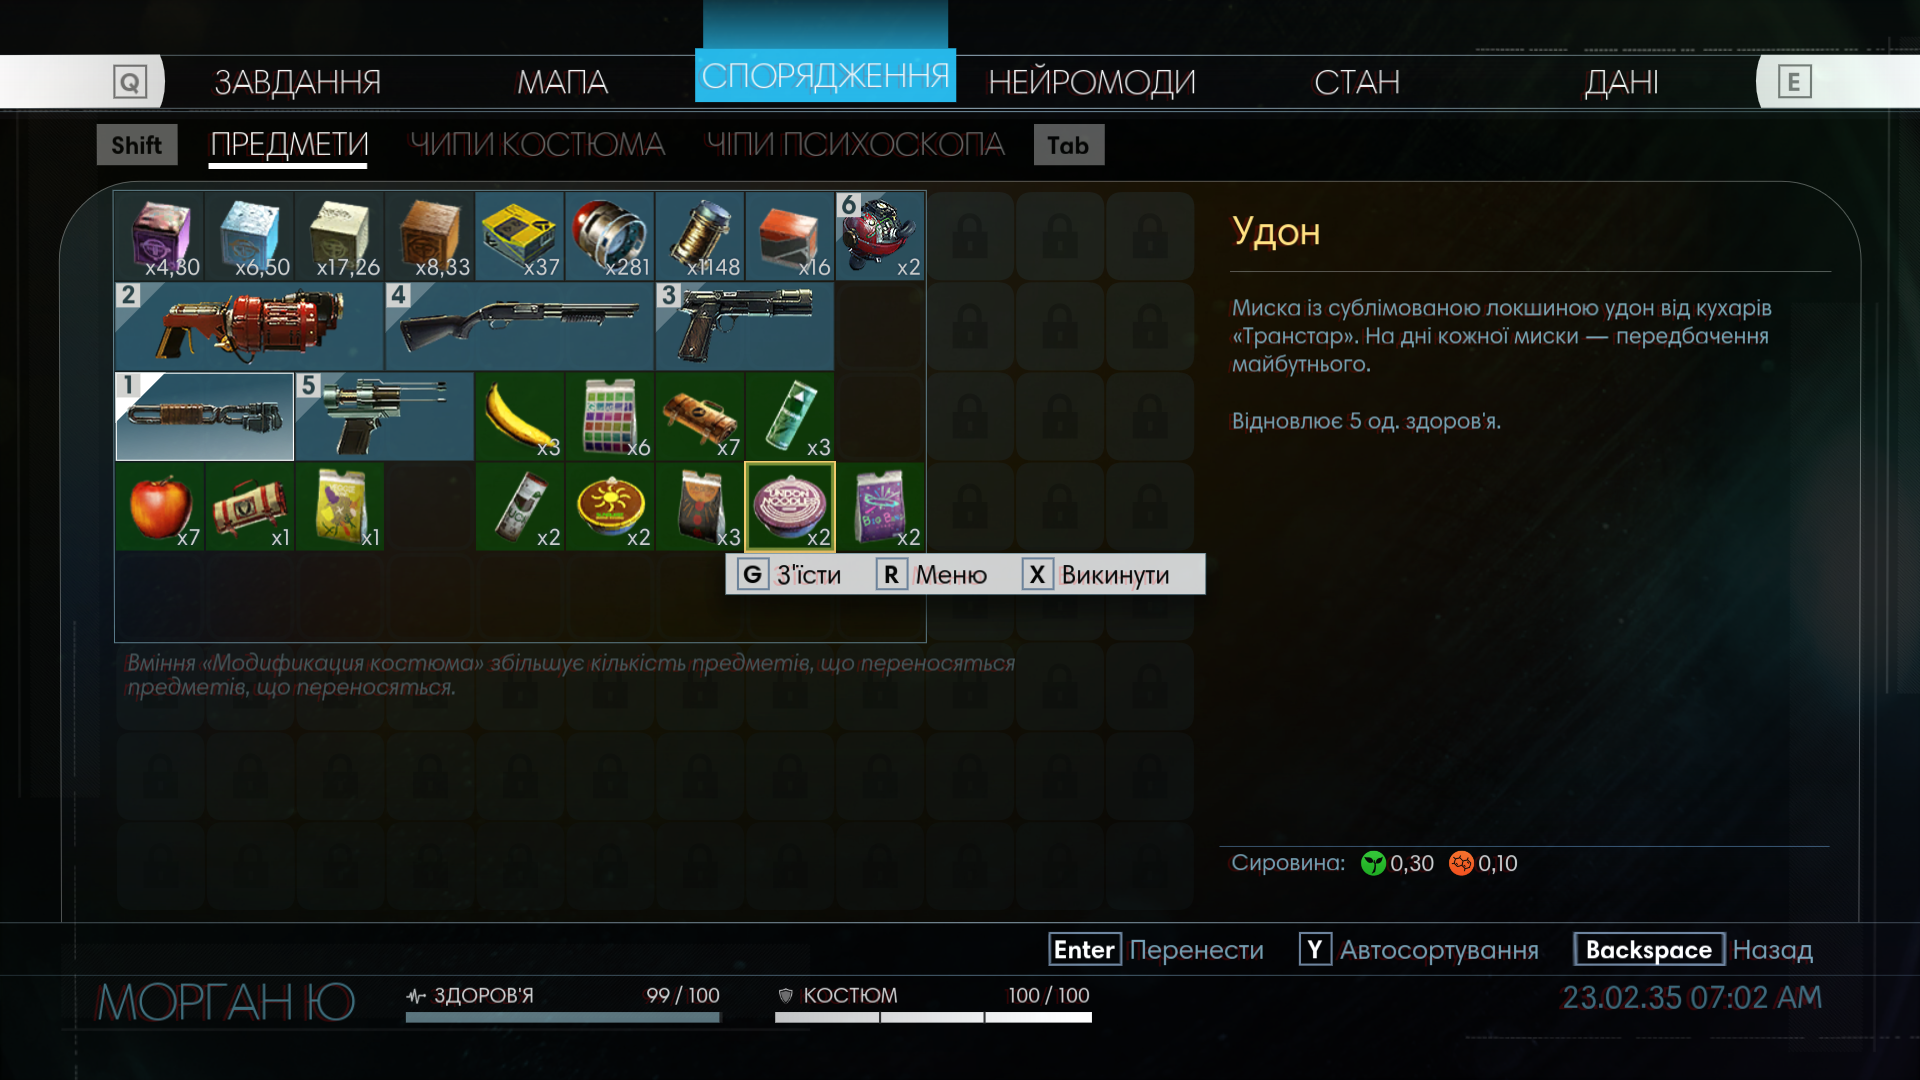 Q ЗАВДАННЯ МАПА СПОРЯДЖЕННЯ НЕЙРОМОДИ СТАН ДАНІ E
Shift ПРЕДМЕТИ ЧИПИ КОСТЮМА ЧІПИ ПСИХОСКОПА Tab
x4,30 x6,50 x17,26 x8,33 x37 x281 x1148 x16 6 x2
2 4 3
1 5 x3 x6 x7 x3
x7 x1 x1 x2 x2 x3 UNDON NOODLES x2 x2
G З'їсти R Меню X Викинути
Вміння «Модификация костюма» збільшує кількість предметів, що переносяться
предметів, що переносяться.
Удон
Миска із сублімованою локшиною удон від кухарів
«Транстар». На дні кожної миски — передбачення
майбутнього.
Відновлює 5 од. здоров'я.
Сировина: 0,30 0,10
Enter Перенести Y Автосортування Backspace Назад
МОРГАН Ю ЗДОРОВ'Я 99 / 100 КОСТЮМ 100 / 100 23.02.35 07:02 AM